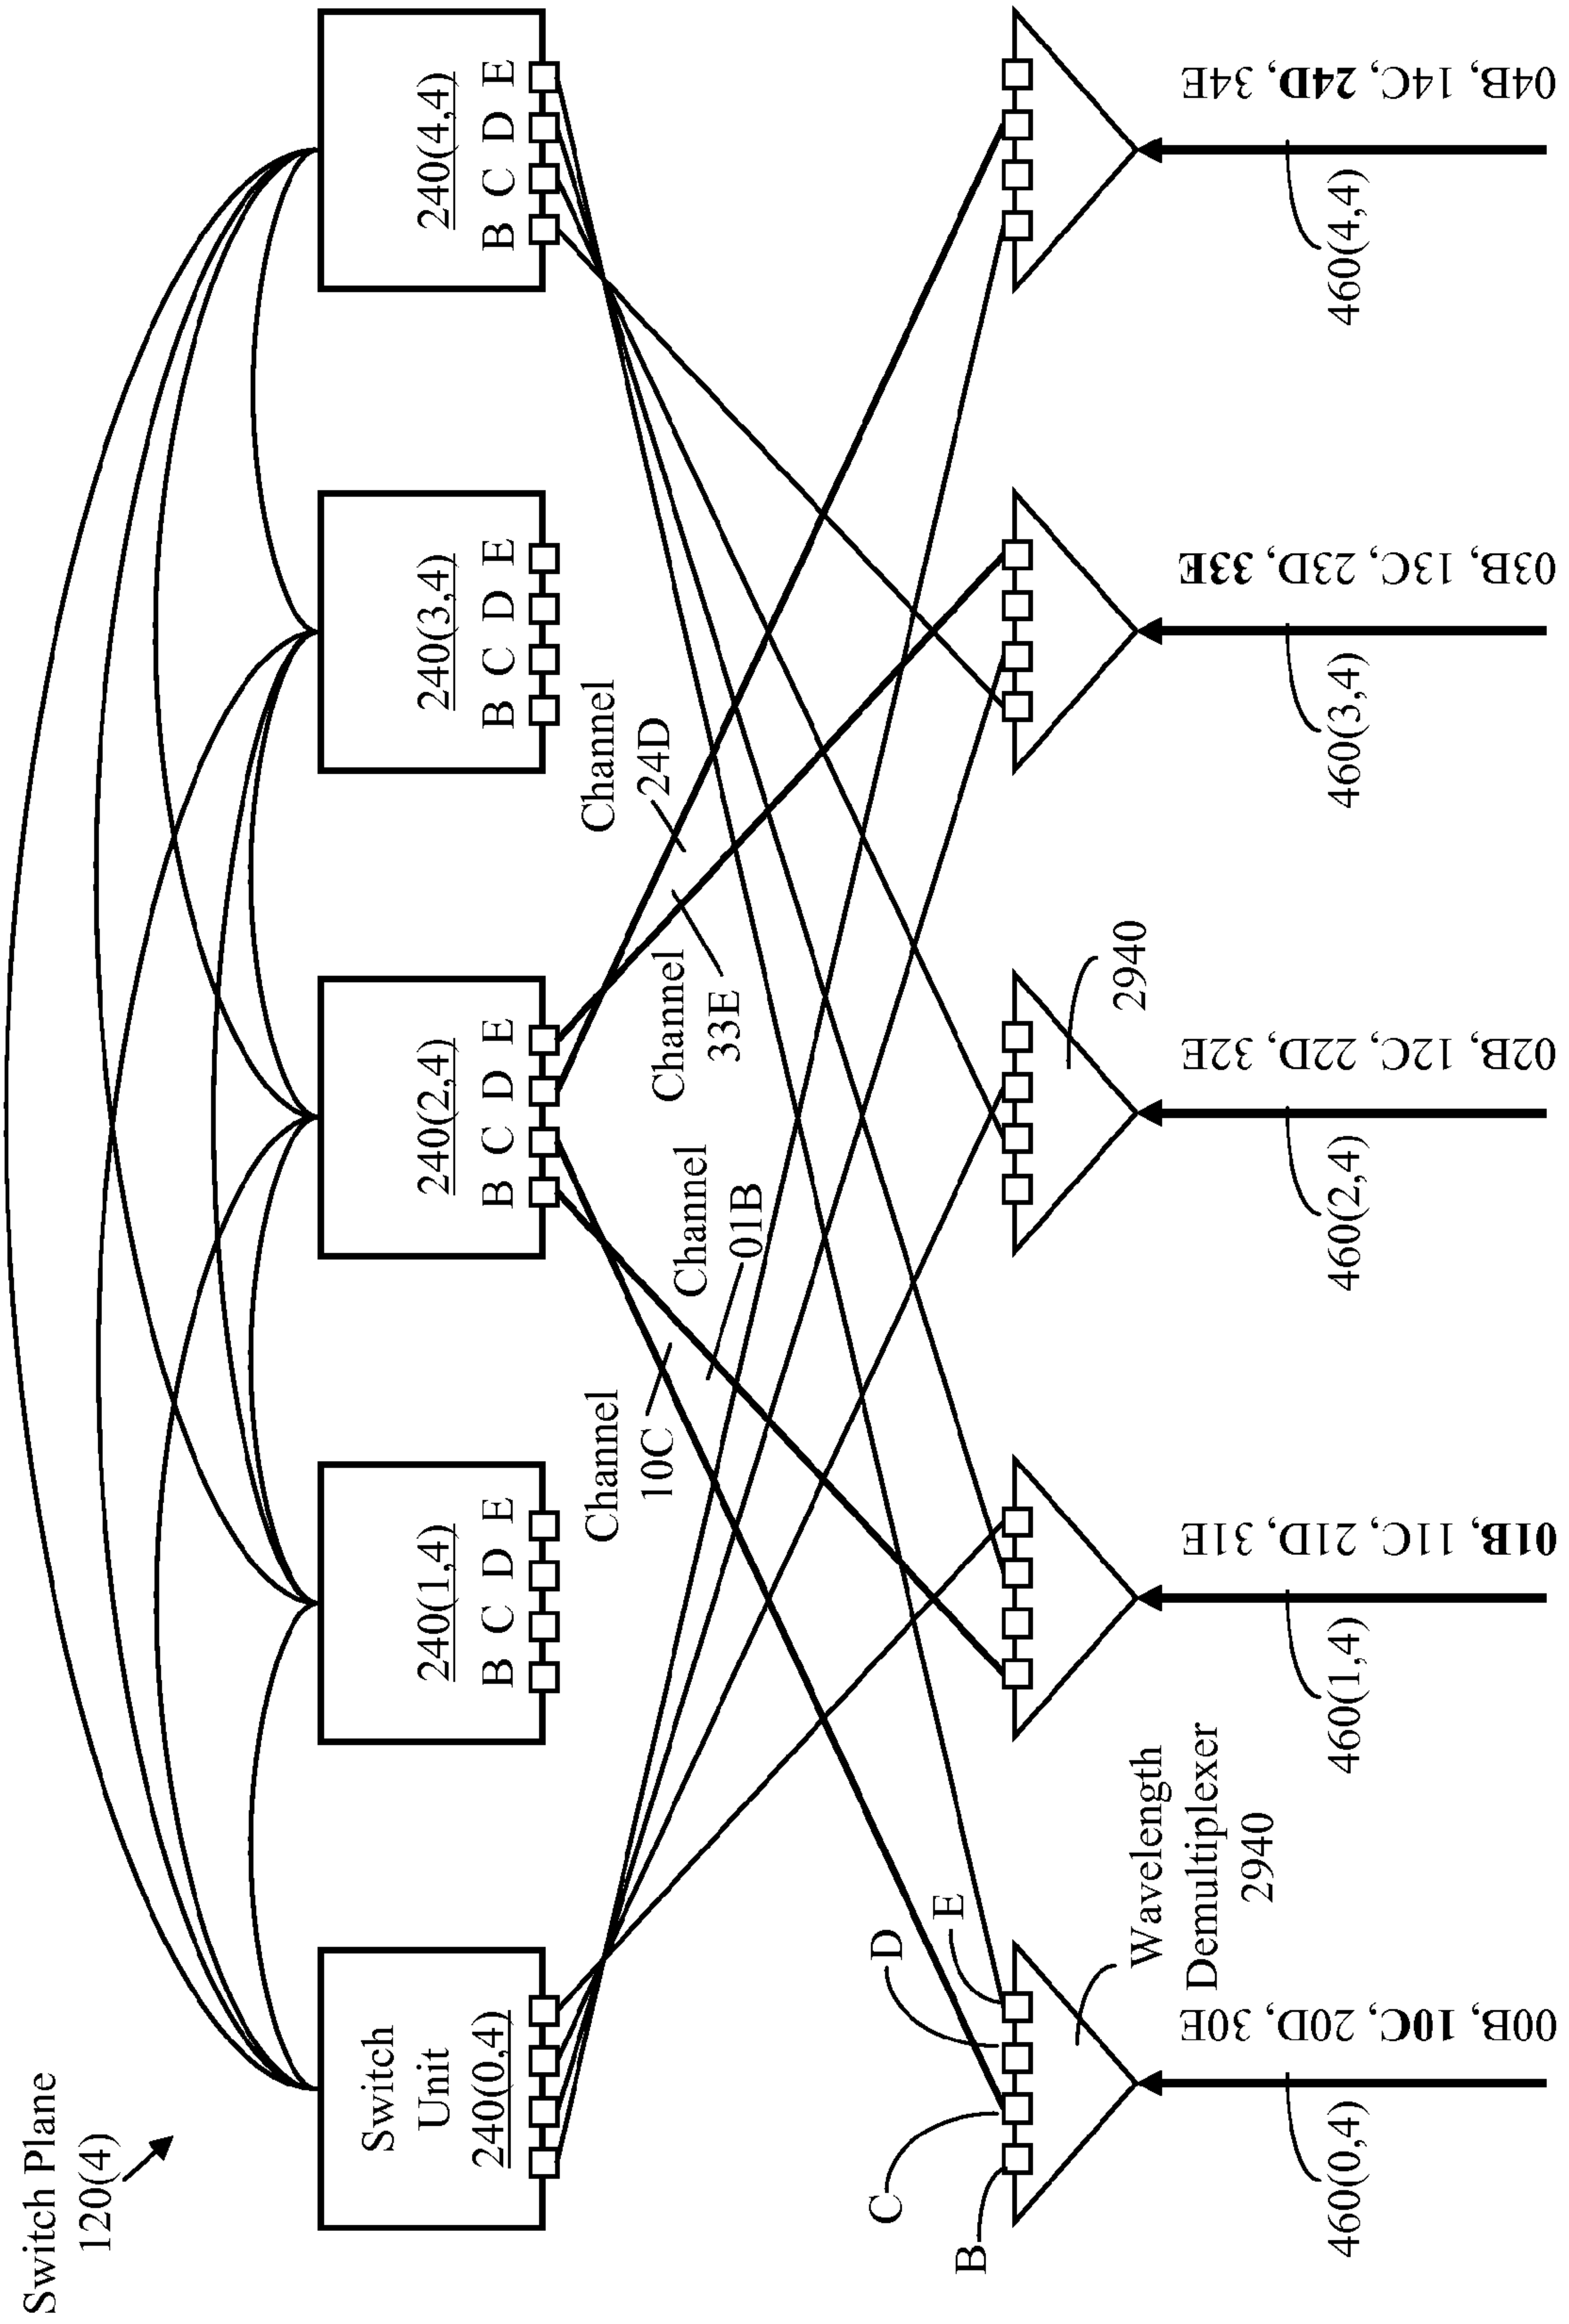 Switch Plane
120(4)
Switch
Unit
240(0,4)
240(1,4)
B C D E
240(2,4)
B C D E
240(3,4)
B C D E
240(4,4)
B C D E
Channel
10C
Channel
01B
Channel
33E
Channel
24D
B
C
D
E
Wavelength
Demultiplexer
2940
2940
460(0,4)
00B, 10C, 20D, 30E
460(1,4)
01B, 11C, 21D, 31E
460(2,4)
02B, 12C, 22D, 32E
460(3,4)
03B, 13C, 23D, 33E
460(4,4)
04B, 14C, 24D, 34E